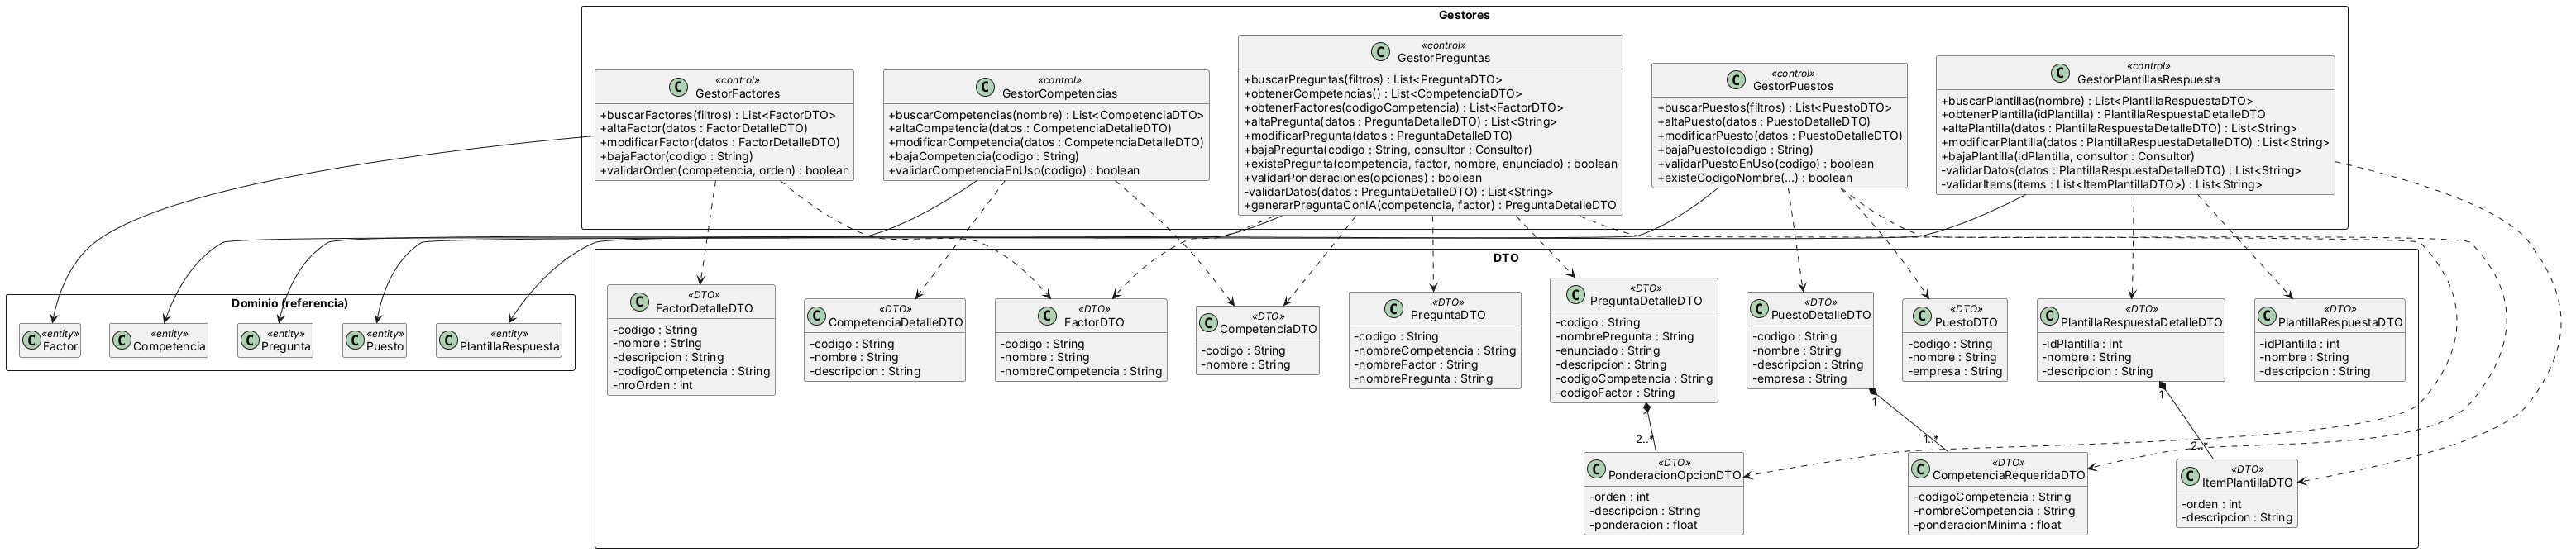 Gestores
«control»
GestorFactores
+buscarFactores(filtros) : List<FactorDTO>
+altaFactor(datos : FactorDetalleDTO)
+modificarFactor(datos : FactorDetalleDTO)
+bajaFactor(codigo : String)
+validarOrden(competencia, orden) : boolean
«control»
GestorCompetencias
+buscarCompetencias(nombre) : List<CompetenciaDTO>
+altaCompetencia(datos : CompetenciaDetalleDTO)
+modificarCompetencia(datos : CompetenciaDetalleDTO)
+bajaCompetencia(codigo : String)
+validarCompetenciaEnUso(codigo) : boolean
«control»
GestorPreguntas
+buscarPreguntas(filtros) : List<PreguntaDTO>
+obtenerCompetencias() : List<CompetenciaDTO>
+obtenerFactores(codigoCompetencia) : List<FactorDTO>
+altaPregunta(datos : PreguntaDetalleDTO) : List<String>
+modificarPregunta(datos : PreguntaDetalleDTO)
+bajaPregunta(codigo : String, consultor : Consultor)
+existePregunta(competencia, factor, nombre, enunciado) : boolean
+validarPonderaciones(opciones) : boolean
-validarDatos(datos : PreguntaDetalleDTO) : List<String>
+generarPreguntaConIA(competencia, factor) : PreguntaDetalleDTO
«control»
GestorPuestos
+buscarPuestos(filtros) : List<PuestoDTO>
+altaPuesto(datos : PuestoDetalleDTO)
+modificarPuesto(datos : PuestoDetalleDTO)
+bajaPuesto(codigo : String)
+validarPuestoEnUso(codigo) : boolean
+existeCodigoNombre(...) : boolean
«control»
GestorPlantillasRespuesta
+buscarPlantillas(nombre) : List<PlantillaRespuestaDTO>
+obtenerPlantilla(idPlantilla) : PlantillaRespuestaDetalleDTO
+altaPlantilla(datos : PlantillaRespuestaDetalleDTO) : List<String>
+modificarPlantilla(datos : PlantillaRespuestaDetalleDTO) : List<String>
+bajaPlantilla(idPlantilla, consultor : Consultor)
-validarDatos(datos : PlantillaRespuestaDetalleDTO) : List<String>
-validarItems(items : List<ItemPlantillaDTO>) : List<String>
Dominio (referencia)
«entity»
Factor
«entity»
Competencia
«entity»
Pregunta
«entity»
Puesto
«entity»
PlantillaRespuesta
DTO
«DTO»
FactorDetalleDTO
-codigo : String
-nombre : String
-descripcion : String
-codigoCompetencia : String
-nroOrden : int
«DTO»
CompetenciaDetalleDTO
-codigo : String
-nombre : String
-descripcion : String
«DTO»
FactorDTO
-codigo : String
-nombre : String
-nombreCompetencia : String
«DTO»
CompetenciaDTO
-codigo : String
-nombre : String
«DTO»
PreguntaDTO
-codigo : String
-nombreCompetencia : String
-nombreFactor : String
-nombrePregunta : String
«DTO»
PreguntaDetalleDTO
-codigo : String
-nombrePregunta : String
-enunciado : String
-descripcion : String
-codigoCompetencia : String
-codigoFactor : String
«DTO»
PuestoDetalleDTO
-codigo : String
-nombre : String
-descripcion : String
-empresa : String
«DTO»
PuestoDTO
-codigo : String
-nombre : String
-empresa : String
«DTO»
PlantillaRespuestaDetalleDTO
-idPlantilla : int
-nombre : String
-descripcion : String
«DTO»
PlantillaRespuestaDTO
-idPlantilla : int
-nombre : String
-descripcion : String
1
2..*
1
1..*
1
2..*
«DTO»
PonderacionOpcionDTO
-orden : int
-descripcion : String
-ponderacion : float
«DTO»
CompetenciaRequeridaDTO
-codigoCompetencia : String
-nombreCompetencia : String
-ponderacionMinima : float
«DTO»
ItemPlantillaDTO
-orden : int
-descripcion : String